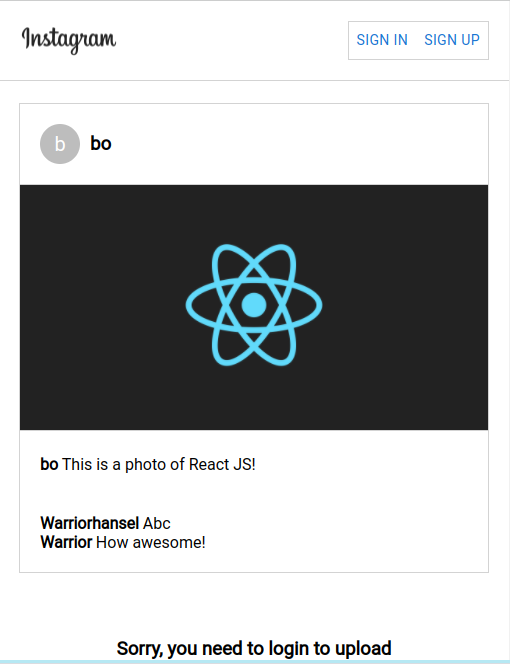 Instagram
SIGN IN SIGN UP
b bo
bo This is a photo of React JS!
Warriorhansel Abc
Warrior How awesome!
Sorry, you need to login to upload